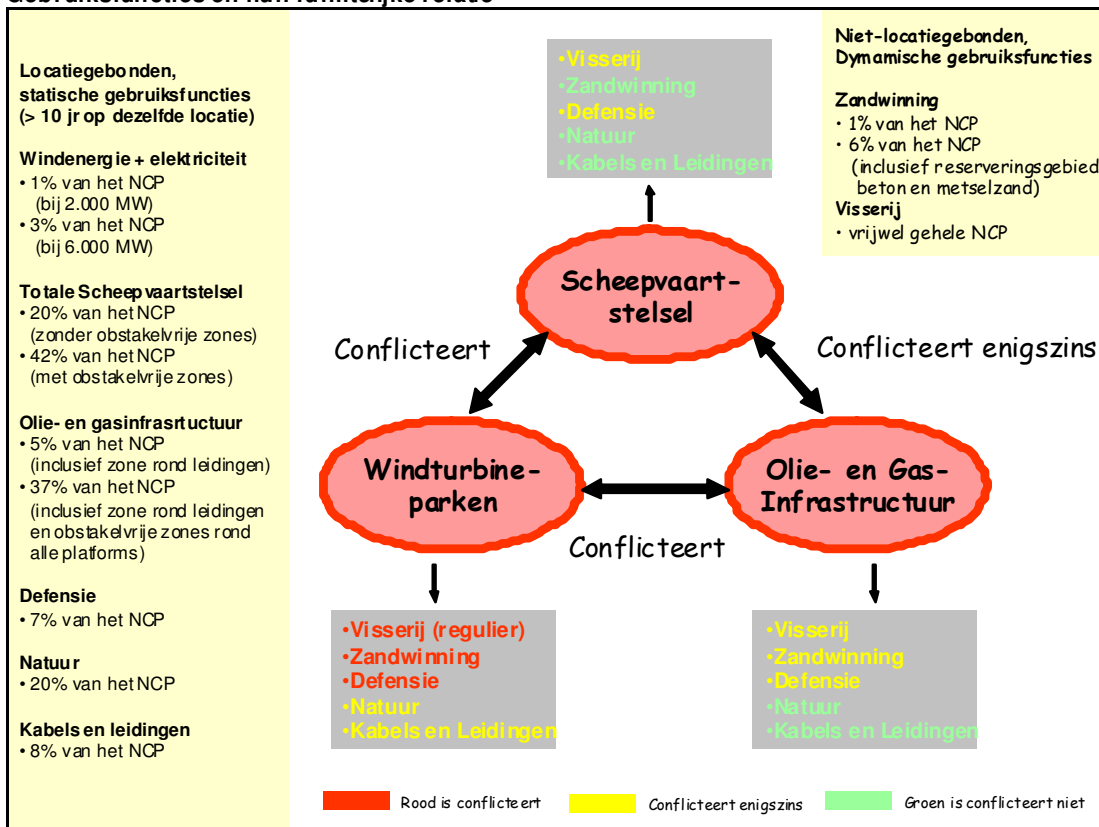 Locatiegebonden,
statische gebruiksfuncties
(> 10 jr op dezelfde locatie)
Windenergie + elektriciteit
• 1% van het NCP
(bij 2.000 MW)
• 3% van het NCP
(bij 6.000 MW)
Totale Scheepvaartstelsel
• 20% van het NCP
(zonder obstakelvrije zones)
• 42% van het NCP
(met obstakelvrije zones)
Olie- en gasinfrasrtuctuur
• 5% van het NCP
(inclusief zone rond leidingen)
• 37% van het NCP
(inclusief zone rond leidingen
en obstakelvrije zones rond
alle platforms)
Defensie
• 7% van het NCP
Natuur
• 20% van het NCP
Kabels en leidingen
• 8% van het NCP
•Visserij
•Zandwinning
•Defensie
•Natuur
•Kabels en Leidingen
Niet-locatiegebonden,
Dymamische gebruiksfuncties
Zandwinning
• 1% van het NCP
• 6% van het NCP
(inclusief reserveringsgebied
beton en metselzand)
Visserij
• vrijwel gehele NCP
Scheepvaart-
stelsel
Conflicteert
Conflicteert enigszins
Windturbine-
parken
Olie- en Gas-
Infrastructuur
Conflicteert
•Visserij (regulier)
•Zandwinning
•Defensie
•Natuur
•Kabels en Leidingen
•Visserij
•Zandwinning
•Defensie
•Natuur
•Kabels en Leidingen
Rood is conflicteert
Conflicteert enigszins
Groen is conflicteert niet